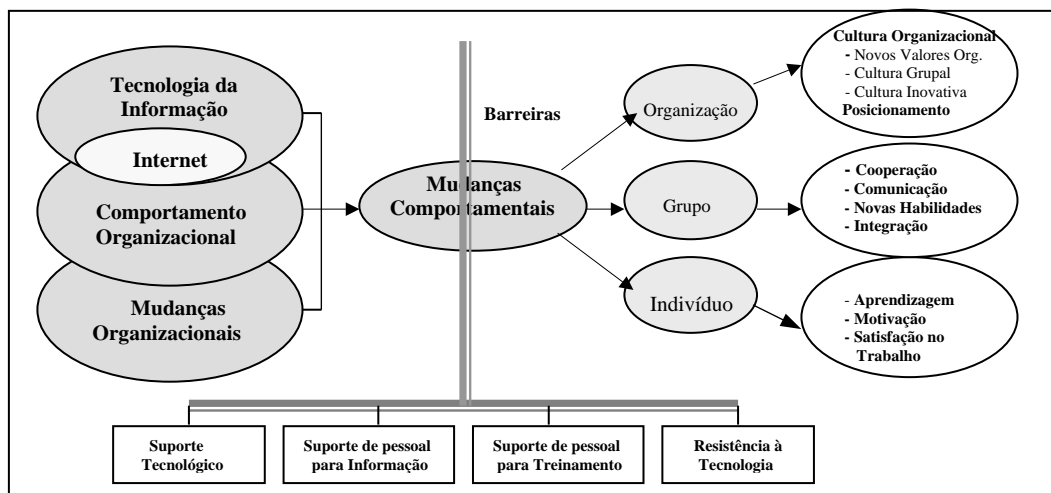 Tecnologia da
Informação
Internet
Comportamento
Organizacional
Mudanças
Organizacionais
Barreiras
Mudanças
Comportamentais
Organização
Grupo
Indivíduo
Cultura Organizacional
- Novos Valores Org.
- Cultura Grupal
- Cultura Inovativa
Posicionamento
- Cooperação
- Comunicação
- Novas Habilidades
- Integração
- Aprendizagem
- Motivação
- Satisfação no
Trabalho
Suporte
Tecnológico
Suporte de pessoal
para Informação
Suporte de pessoal
para Treinamento
Resistência à
Tecnologia